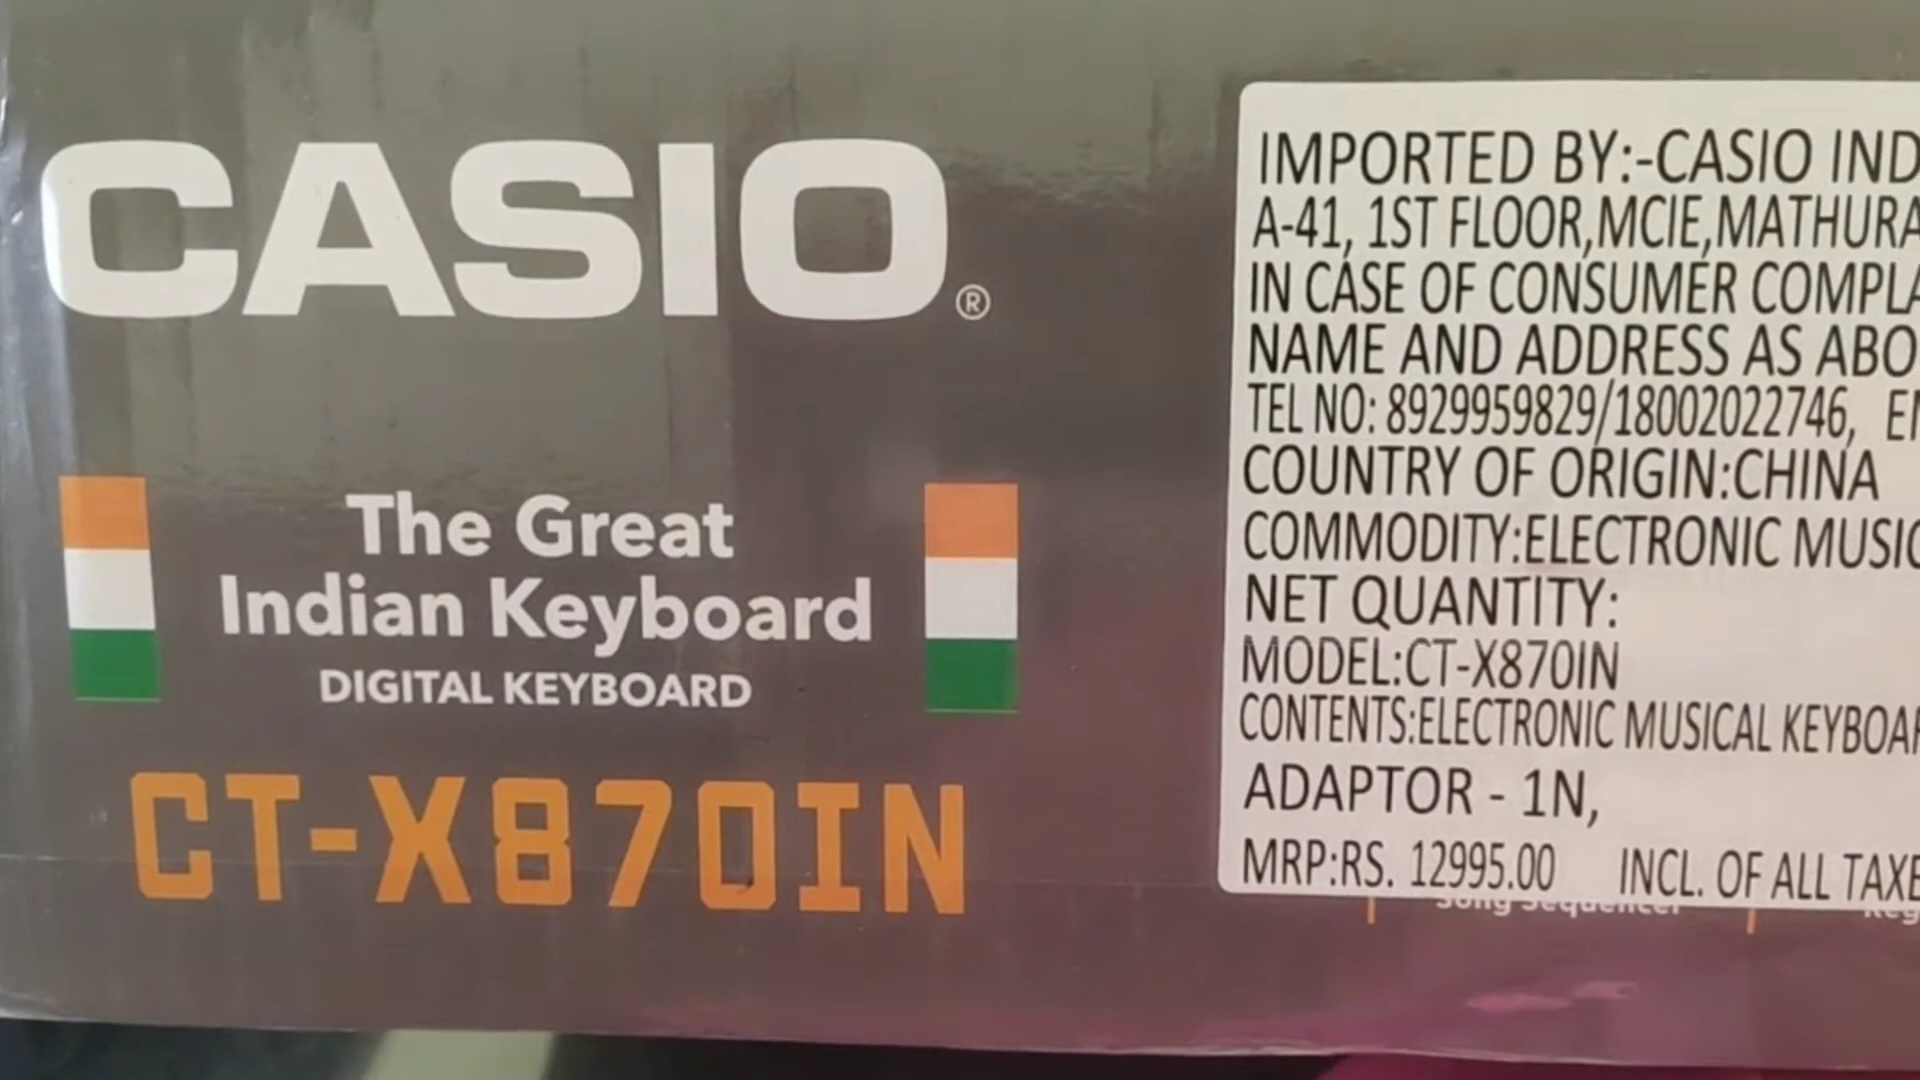 CASIO®
The Great
Indian Keyboard
DIGITAL KEYBOARD
CT-X870IN
IMPORTED BY:-CASIO IND
A-41, 1ST FLOOR,MCIE,MATHURA
IN CASE OF CONSUMER COMPLA
NAME AND ADDRESS AS ABO
TEL NO: 8929959829/18002022746,
COUNTRY OF ORIGIN:CHINA
COMMODITY:ELECTRONIC MUSIC
NET QUANTITY:
MODEL:CT-X870IN
CONTENTS:ELECTRONIC MUSICAL KEYBOAR
ADAPTOR - 1N,
MRP:RS. 12995.00 INCL. OF ALL TAXE
Song Sequencer